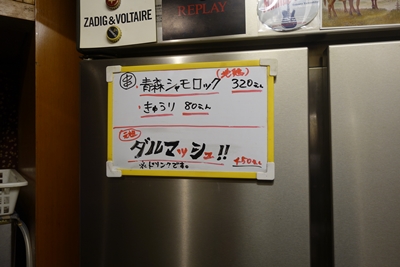 ZADIG & VOLTAIRE
REPLAY
串 青森シャモロック 320えん
・きゅうり 80えん
ダルマッシュ!!
※ドリンクです。 450えん